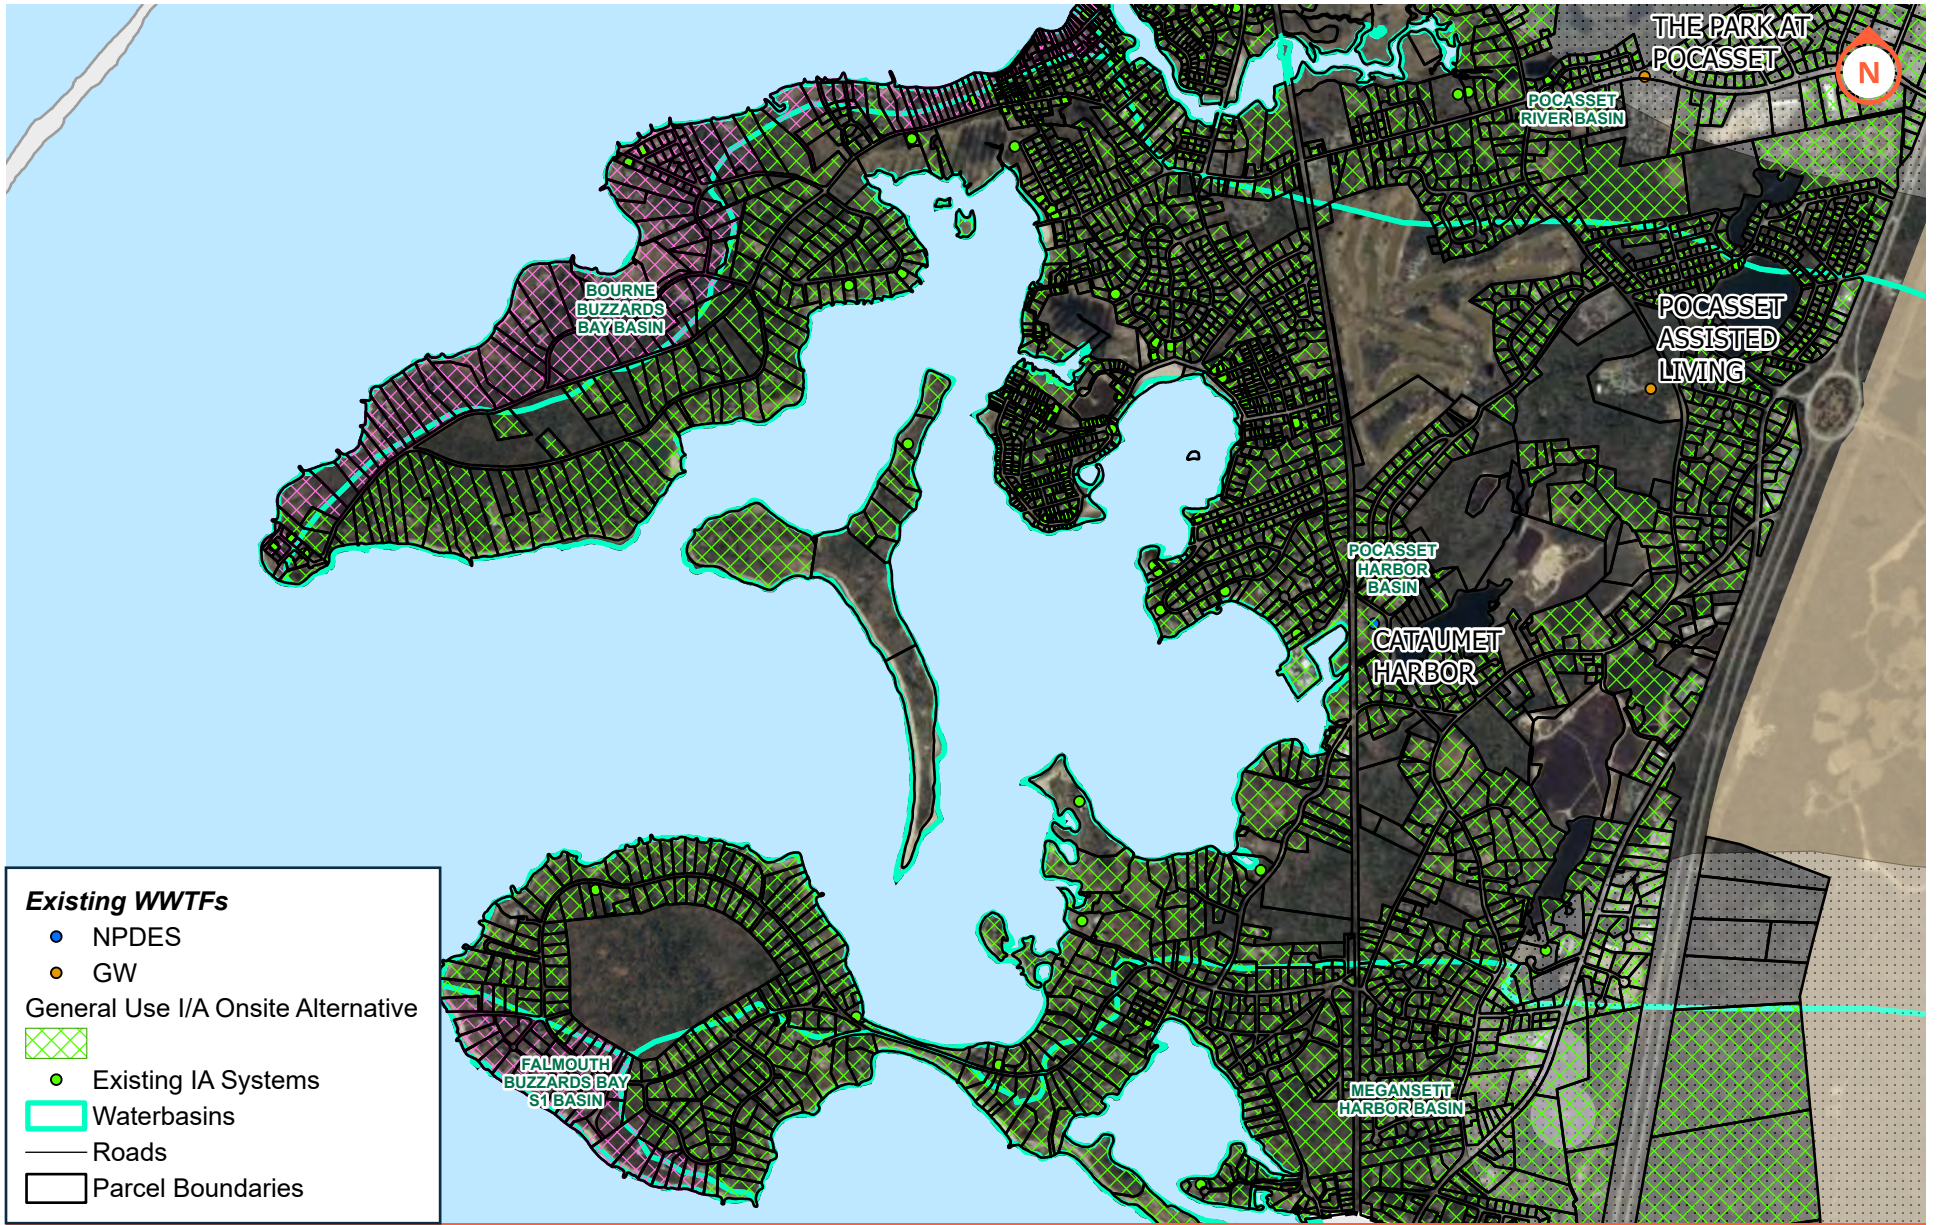 THE PARK AT
POCASSET
N
POCASSET
RIVER BASIN
BOURNE
BUZZARDS
BAY BASIN
POCASSET
ASSISTED
LIVING
POCASSET
HARBOR
BASIN
CATAUMET
HARBOR
Existing WWTFs
NPDES
GW
General Use I/A Onsite Alternative
Existing IA Systems
Waterbasins
Roads
Parcel Boundaries
FALMOUTH
BUZZARDS BAY
S1 BASIN
MEGANSETT
HARBOR BASIN